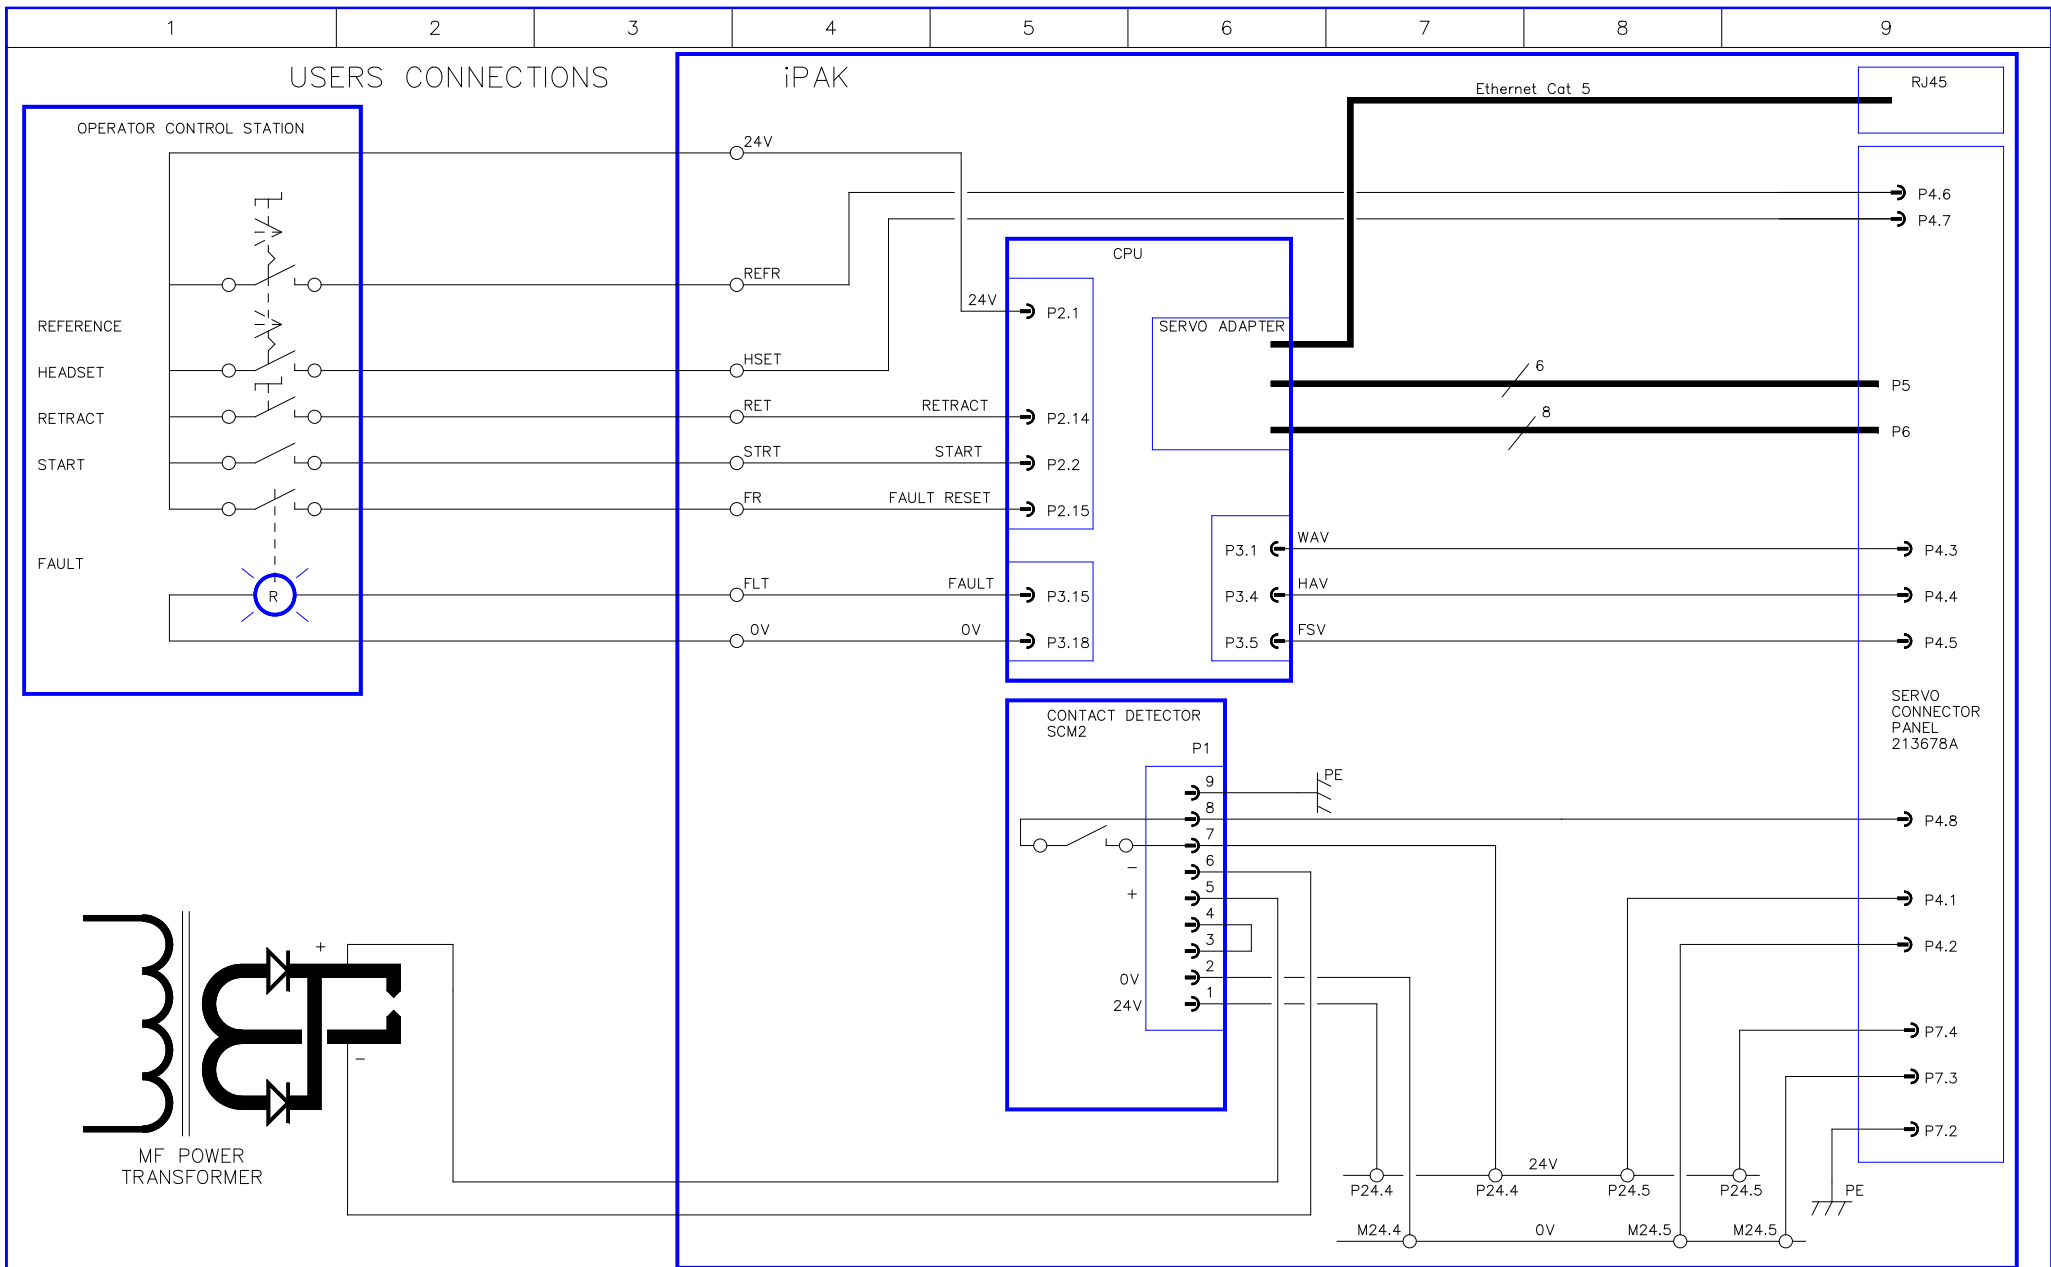 1 2 3 4 5 6 7 8 9
USERS CONNECTIONS
iPAK
OPERATOR CONTROL STATION
REFERENCE
HEADSET
RETRACT
START
FAULT
R
24V
REFR
HSET
RET
STRT
FR
FLT
0V
24V
RETRACT
START
FAULT RESET
FAULT
0V
CPU
P2.1
P2.14
P2.2
P2.15
P3.15
P3.18
SERVO ADAPTER
P3.1
P3.4
P3.5
WAV
HAV
FSV
Ethernet Cat 5
6
8
RJ45
P4.6
P4.7
P5
P6
P4.3
P4.4
P4.5
SERVO
CONNECTOR
PANEL
213678A
P4.8
P4.1
P4.2
P7.4
P7.3
P7.2
CONTACT DETECTOR
SCM2
P1
9
8
7
6
5
4
3
2
1
–
+
0V
24V
PE
+
–
MF POWER
TRANSFORMER
24V
P24.4 P24.4 P24.5 P24.5
PE
M24.4 0V M24.5 M24.5